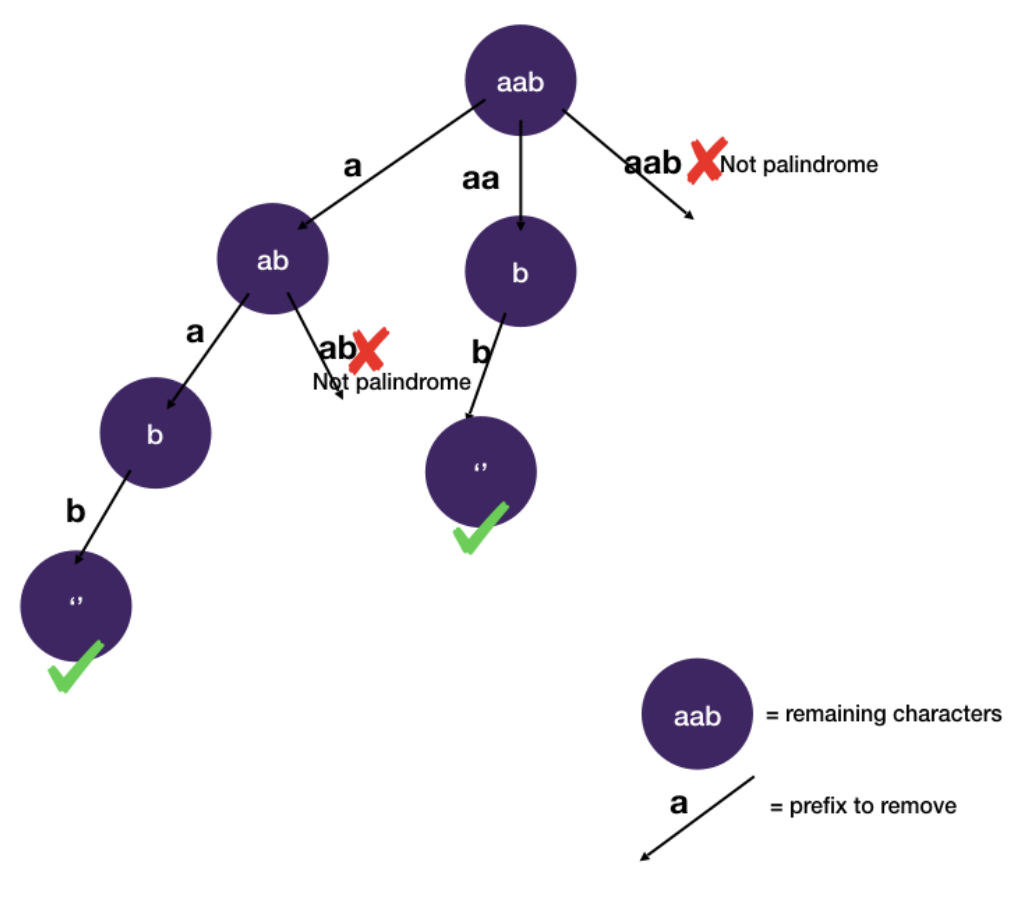 aab
a
aa
aab
Not palindrome
ab
b
a
ab
Not palindrome
b
b
‘’
b
‘’
aab
= remaining characters
a
= prefix to remove